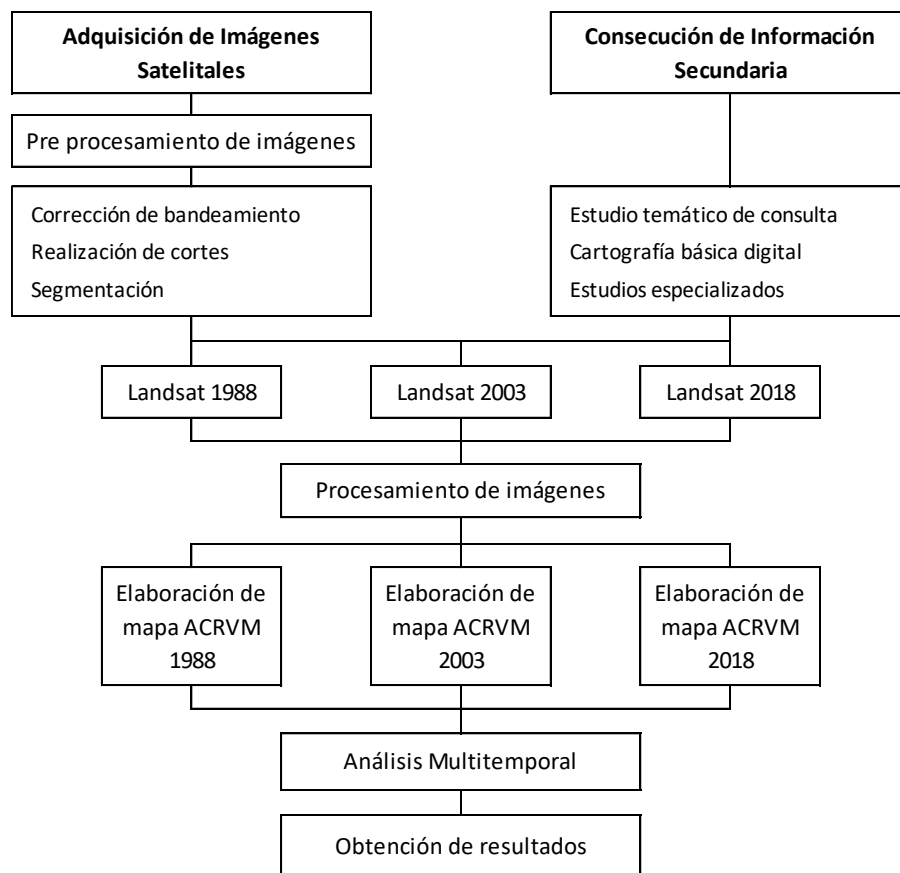 Adquisición de Imágenes
Satelitales
Consecución de Información
Secundaria
Pre procesamiento de imágenes
Corrección de bandeamiento
Realización de cortes
Segmentación
Estudio temático de consulta
Cartografía básica digital
Estudios especializados
Landsat 1988
Landsat 2003
Landsat 2018
Procesamiento de imágenes
Elaboración de
mapa ACRVM
1988
Elaboración de
mapa ACRVM
2003
Elaboración de
mapa ACRVM
2018
Análisis Multitemporal
Obtención de resultados